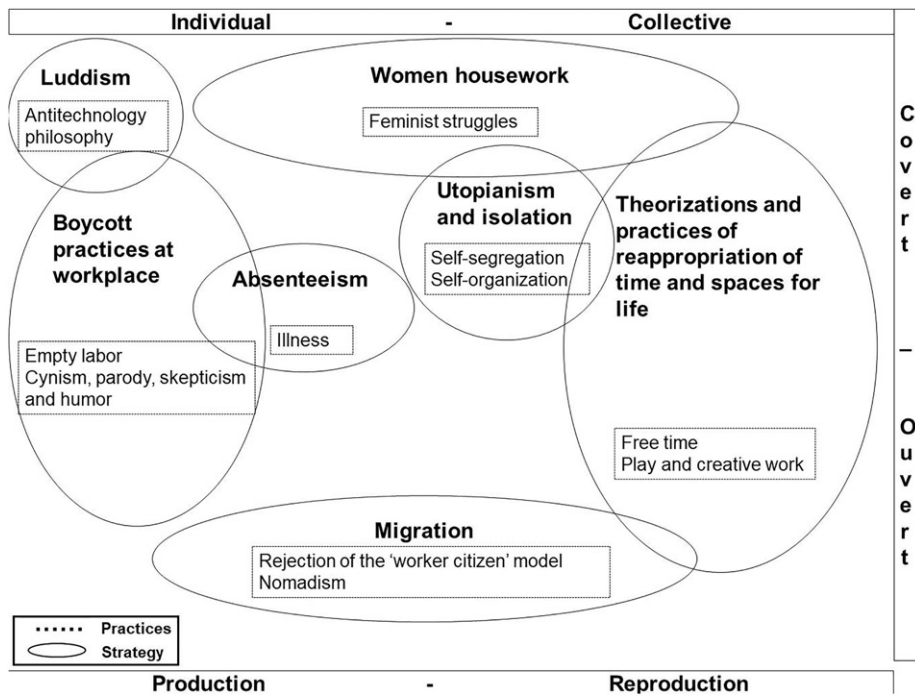 Individual - Collective
Luddism
Antitechnology
philosophy
Women housework
Feminist struggles
Boycott
practices at
workplace
Empty labor
Cynism, parody, skepticism
and humor
Absenteeism
Illness
Utopianism
and isolation
Self-segregation
Self-organization
Theorizations and
practices of
reappropriation of
time and spaces for
life
Free time
Play and creative work
Migration
Rejection of the ‘worker citizen’ model
Nomadism
Covert – Ouvert
Practices
Strategy
Production - Reproduction